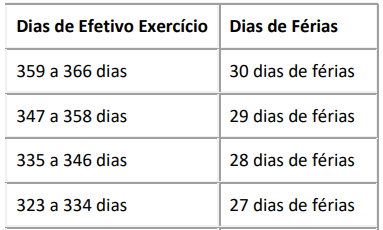 Dias de Efetivo Exercício Dias de Férias
359 a 366 dias 30 dias de férias
347 a 358 dias 29 dias de férias
335 a 346 dias 28 dias de férias
323 a 334 dias 27 dias de férias